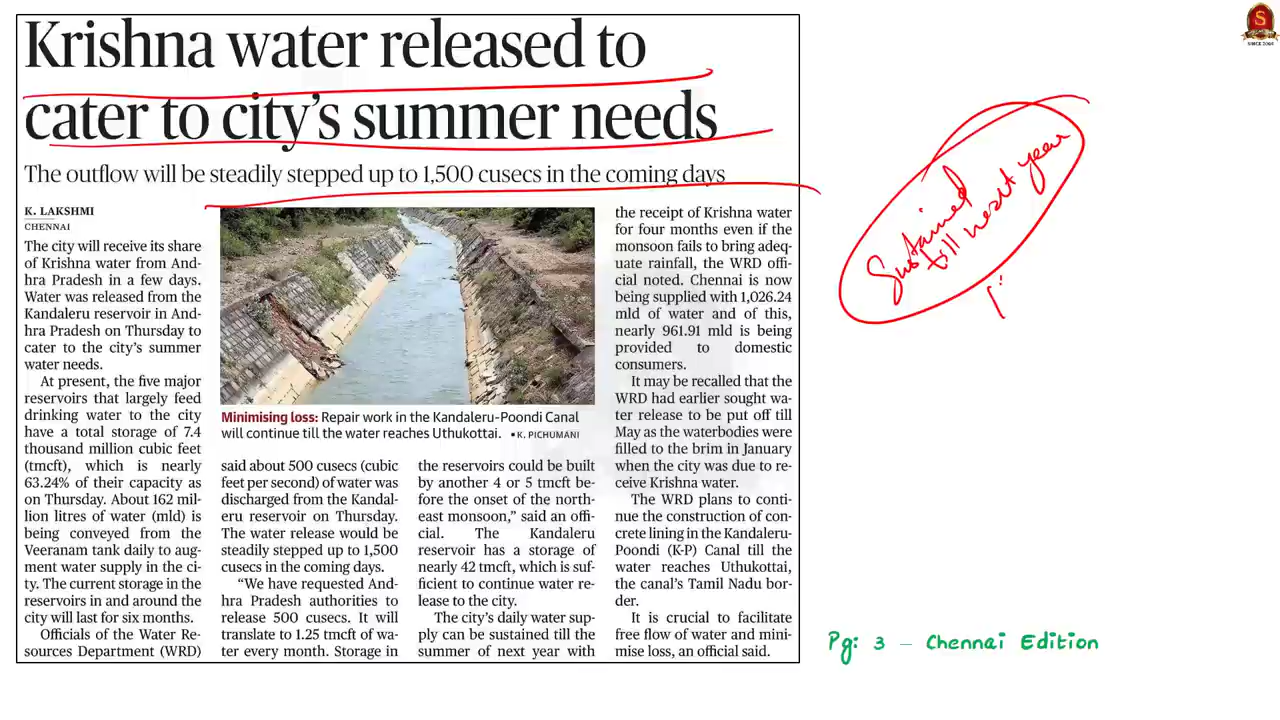 Krishna water released to
cater to city's summer needs
The outflow will be steadily stepped up to 1,500 cusecs in the coming days
K. LAKSHMI
CHENNAI
The city will receive its share
of Krishna water from And-
hra Pradesh in a few days.
Water was released from the
Kandaleru reservoir in And-
hra Pradesh on Thursday to
cater to the city's summer
water needs.
At present, the five major
reservoirs that largely feed
drinking water to the city
have a total storage of 7.4
thousand million cubic feet
(tmcft), which is nearly
63.24% of their capacity as
on Thursday. About 162 mil-
lion litres of water (mld) is
being conveyed from the
Veeranam tank daily to aug-
ment water supply in the ci-
ty. The current storage in the
reservoirs in and around the
city will last for six months.
Officials of the Water Re-
sources Department (WRD)
Minimising loss: Repair work in the Kandaleru-Poondi Canal
will continue till the water reaches Uthukottai. ▪ K. PICHUMANI
said about 500 cusecs (cubic
feet per second) of water was
discharged from the Kandal-
eru reservoir on Thursday.
The water release would be
steadily stepped up to 1,500
cusecs in the coming days.
"We have requested And-
hra Pradesh authorities to
release 500 cusecs. It will
translate to 1.25 tmcft of wa-
ter every month. Storage in
the reservoirs could be built
by another 4 or 5 tmcft be-
fore the onset of the north-
east monsoon," said an offi-
cial. The Kandaleru
reservoir has a storage of
nearly 42 tmcft, which is suf-
ficient to continue water re-
lease to the city.
The city's daily water sup-
ply can be sustained till the
summer of next year with
the receipt of Krishna water
for four months even if the
monsoon fails to bring adeq-
uate rainfall, the WRD offi-
cial noted. Chennai is now
being supplied with 1,026.24
mld of water and of this,
nearly 961.91 mld is being
provided to domestic
consumers.
It may be recalled that the
WRD had earlier sought wa-
ter release to be put off till
May as the waterbodies were
filled to the brim in January
when the city was due to re-
ceive Krishna water.
The WRD plans to conti-
nue the construction of con-
crete lining in the Kandaleru-
Poondi (K-P) Canal till the
water reaches Uthukottai,
the canal's Tamil Nadu bor-
der.
It is crucial to facilitate
free flow of water and mini-
mise loss, an official said.
Sustained
till next year
Pg: 3 – Chennai Edition
S
SINCE 2004